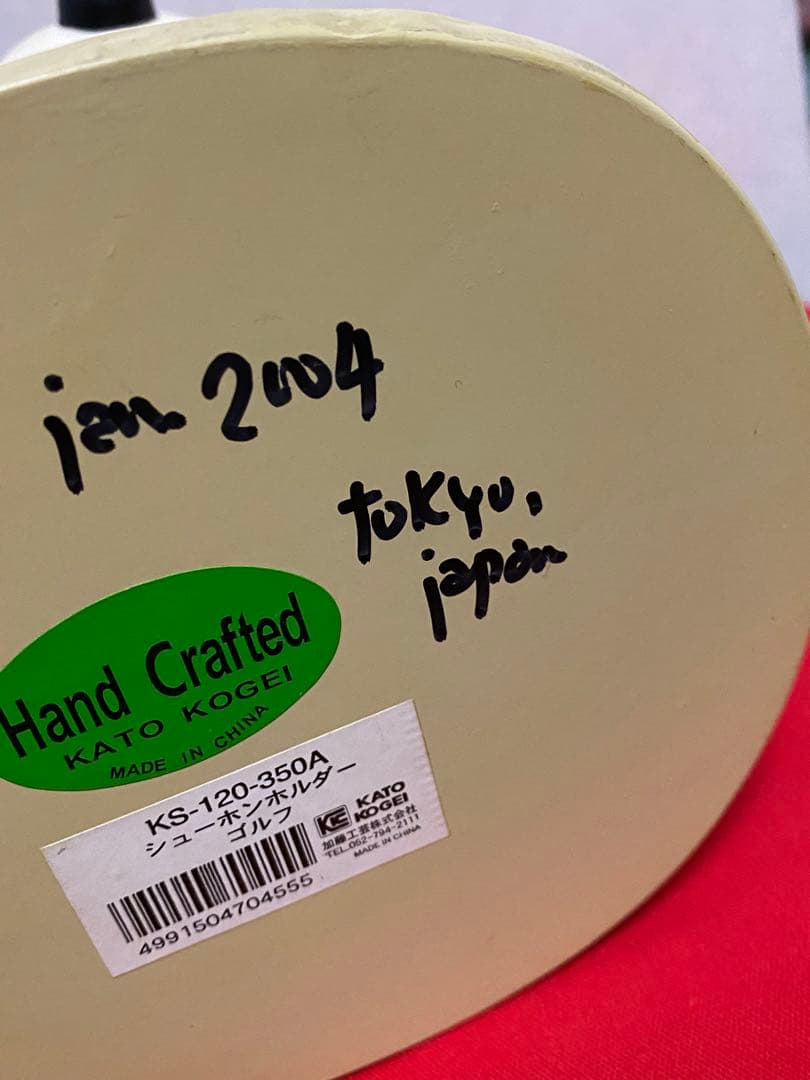 jan. 2004
tokyo,
japan
Hand Crafted
KATO KOGEI
MADE IN CHINA
KS-120-350A
シューホンホルダー
ゴルフ
KATO
KOGEI
加藤工芸株式会社
TEL.052-794-2111
MADE IN CHINA
4991504704555